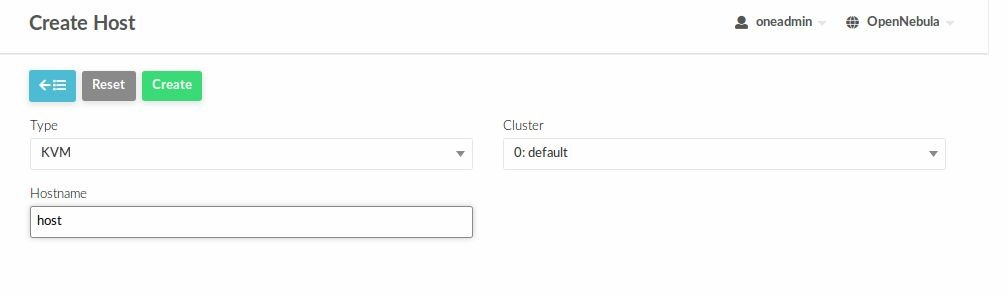 Create Host
oneadmin
OpenNebula
Reset
Create
Type
Cluster
KVM
0: default
Hostname
host